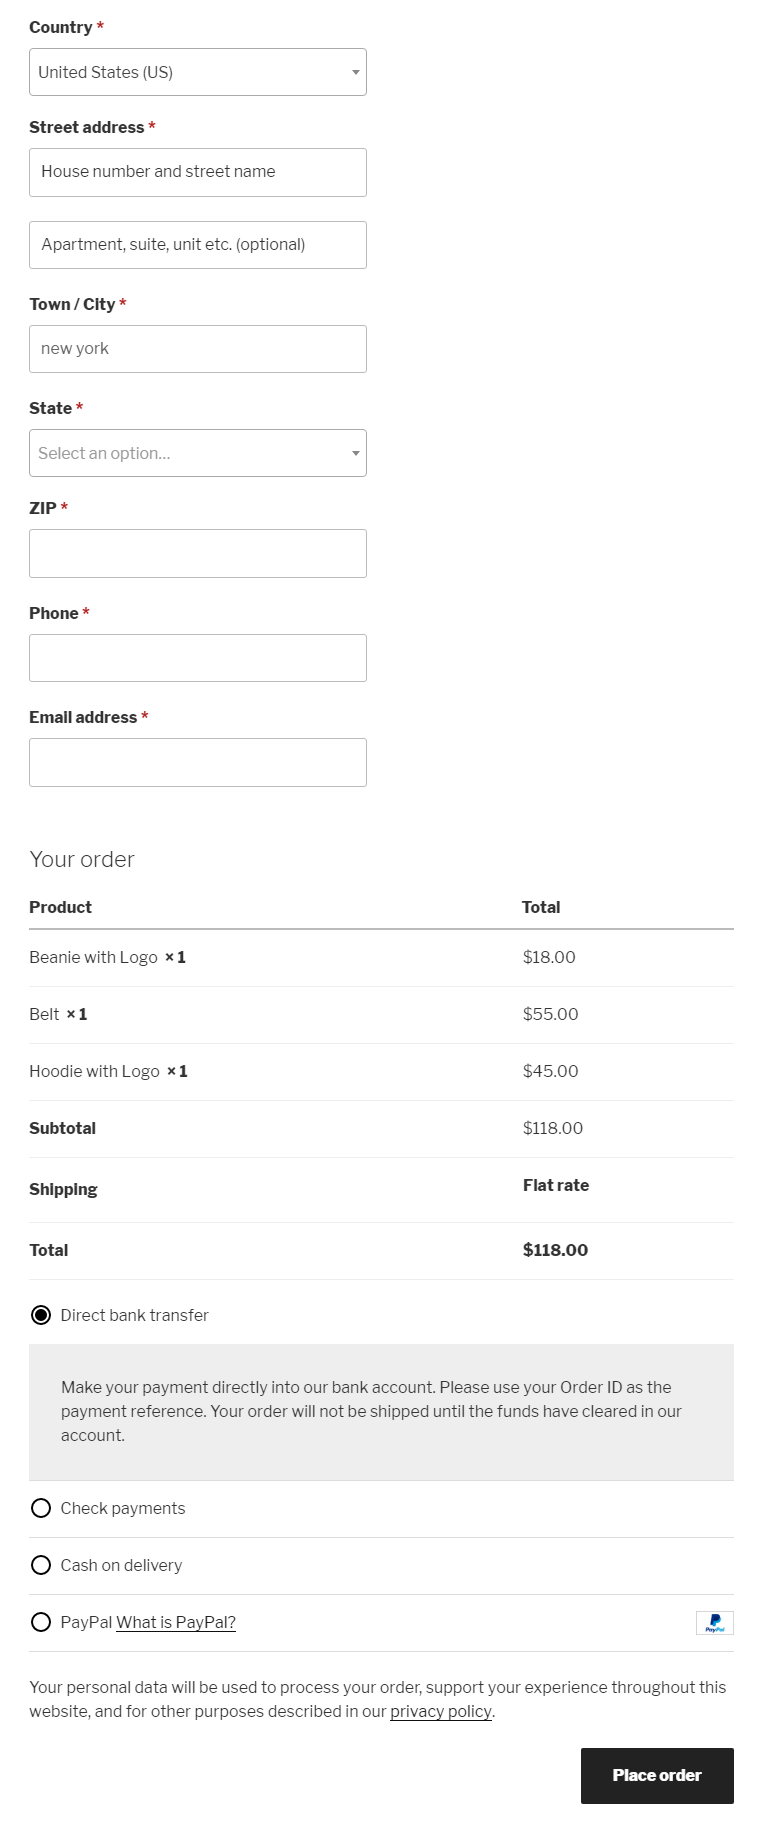 Country *
United States (US)
Street address *
House number and street name
Apartment, suite, unit etc. (optional)
Town / City *
new york
State *
Select an option...
ZIP *
Phone *
Email address *
Your order
Product Total
Beanie with Logo × 1 $18.00
Belt × 1 $55.00
Hoodie with Logo × 1 $45.00
Subtotal $118.00
Shipping Flat rate
Total $118.00
Direct bank transfer
Make your payment directly into our bank account. Please use your Order ID as the
payment reference. Your order will not be shipped until the funds have cleared in our
account.
Check payments
Cash on delivery
PayPal What is PayPal? PayPal
Your personal data will be used to process your order, support your experience throughout this
website, and for other purposes described in our privacy policy.
Place order